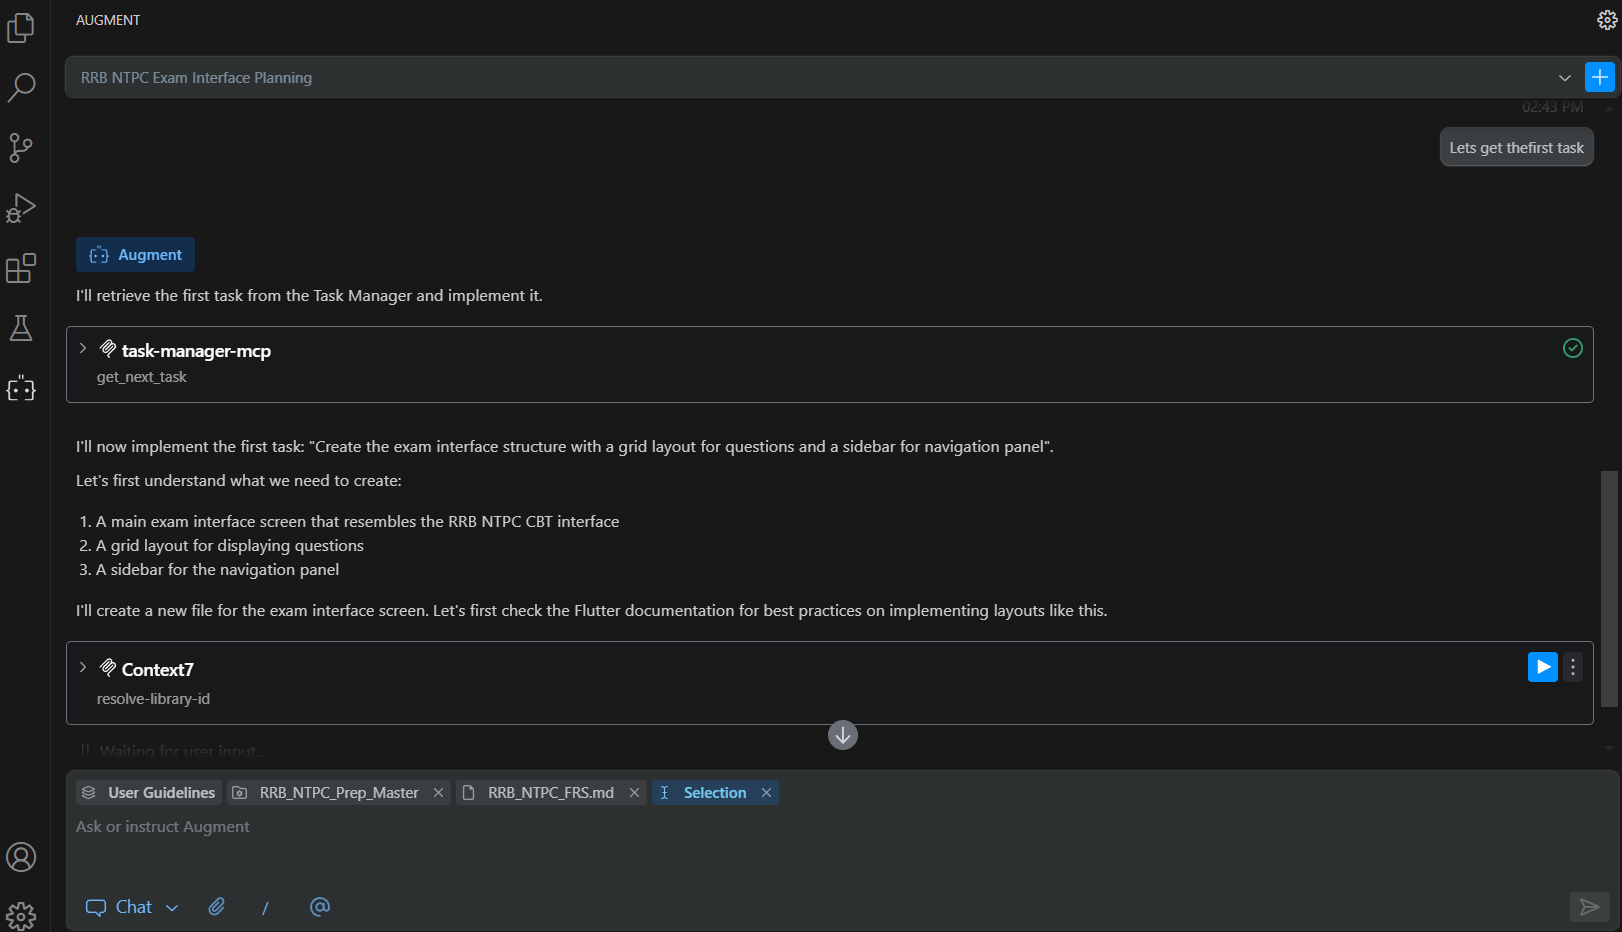 AUGMENT
RRB NTPC Exam Interface Planning
02:43 PM
Lets get thefirst task
Augment
I'll retrieve the first task from the Task Manager and implement it.
task-manager-mcp
get_next_task
I'll now implement the first task: "Create the exam interface structure with a grid layout for questions and a sidebar for navigation panel".
Let's first understand what we need to create:
1. A main exam interface screen that resembles the RRB NTPC CBT interface
2. A grid layout for displaying questions
3. A sidebar for the navigation panel
I'll create a new file for the exam interface screen. Let's first check the Flutter documentation for best practices on implementing layouts like this.
Context7
resolve-library-id
Waiting for user input...
User Guidelines RRB_NTPC_Prep_Master RRB_NTPC_FRS.md Selection
Ask or instruct Augment
Chat / @